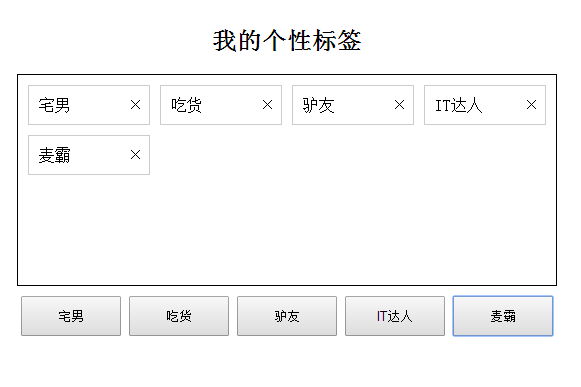 我的个性标签
宅男 × 吃货 × 驴友 × IT达人 ×
麦霸 ×
宅男 吃货 驴友 IT达人 麦霸